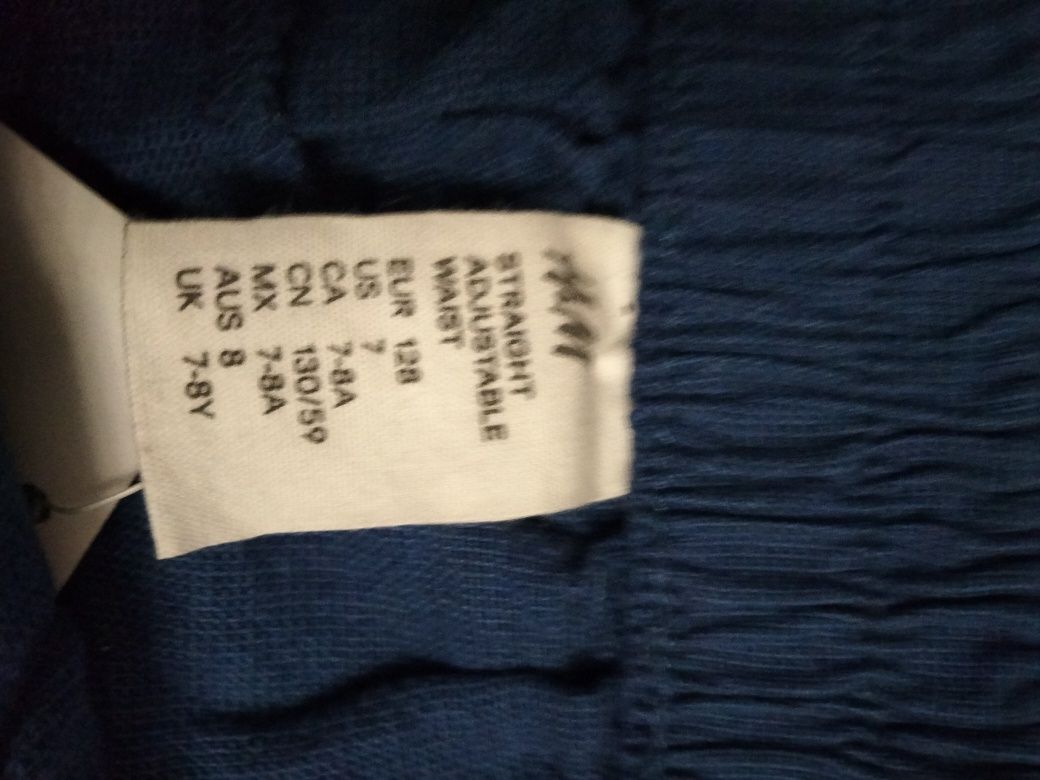 H&M
STRAIGHT
ADJUSTABLE
WAIST
EUR 128
US 7
CA 7-8A
CN 130/59
MX 7-8A
AUS 8
UK 7-8Y